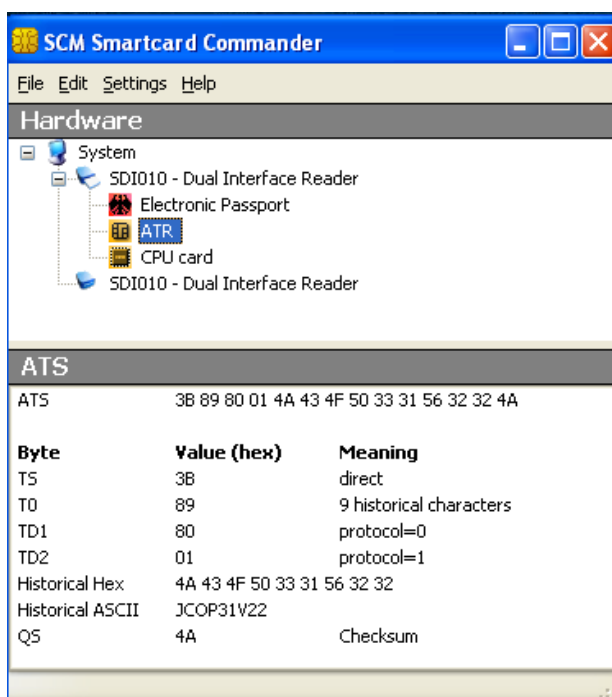 SCM Smartcard Commander
File Edit Settings Help
Hardware
System
SDI010 - Dual Interface Reader
Electronic Passport
ATR
CPU card
SDI010 - Dual Interface Reader
ATS
ATS 3B 89 80 01 4A 43 4F 50 33 31 56 32 32 4A
Byte Value (hex) Meaning
TS 3B direct
T0 89 9 historical characters
TD1 80 protocol=0
TD2 01 protocol=1
Historical Hex 4A 43 4F 50 33 31 56 32 32
Historical ASCII JCOP31V22
QS 4A Checksum